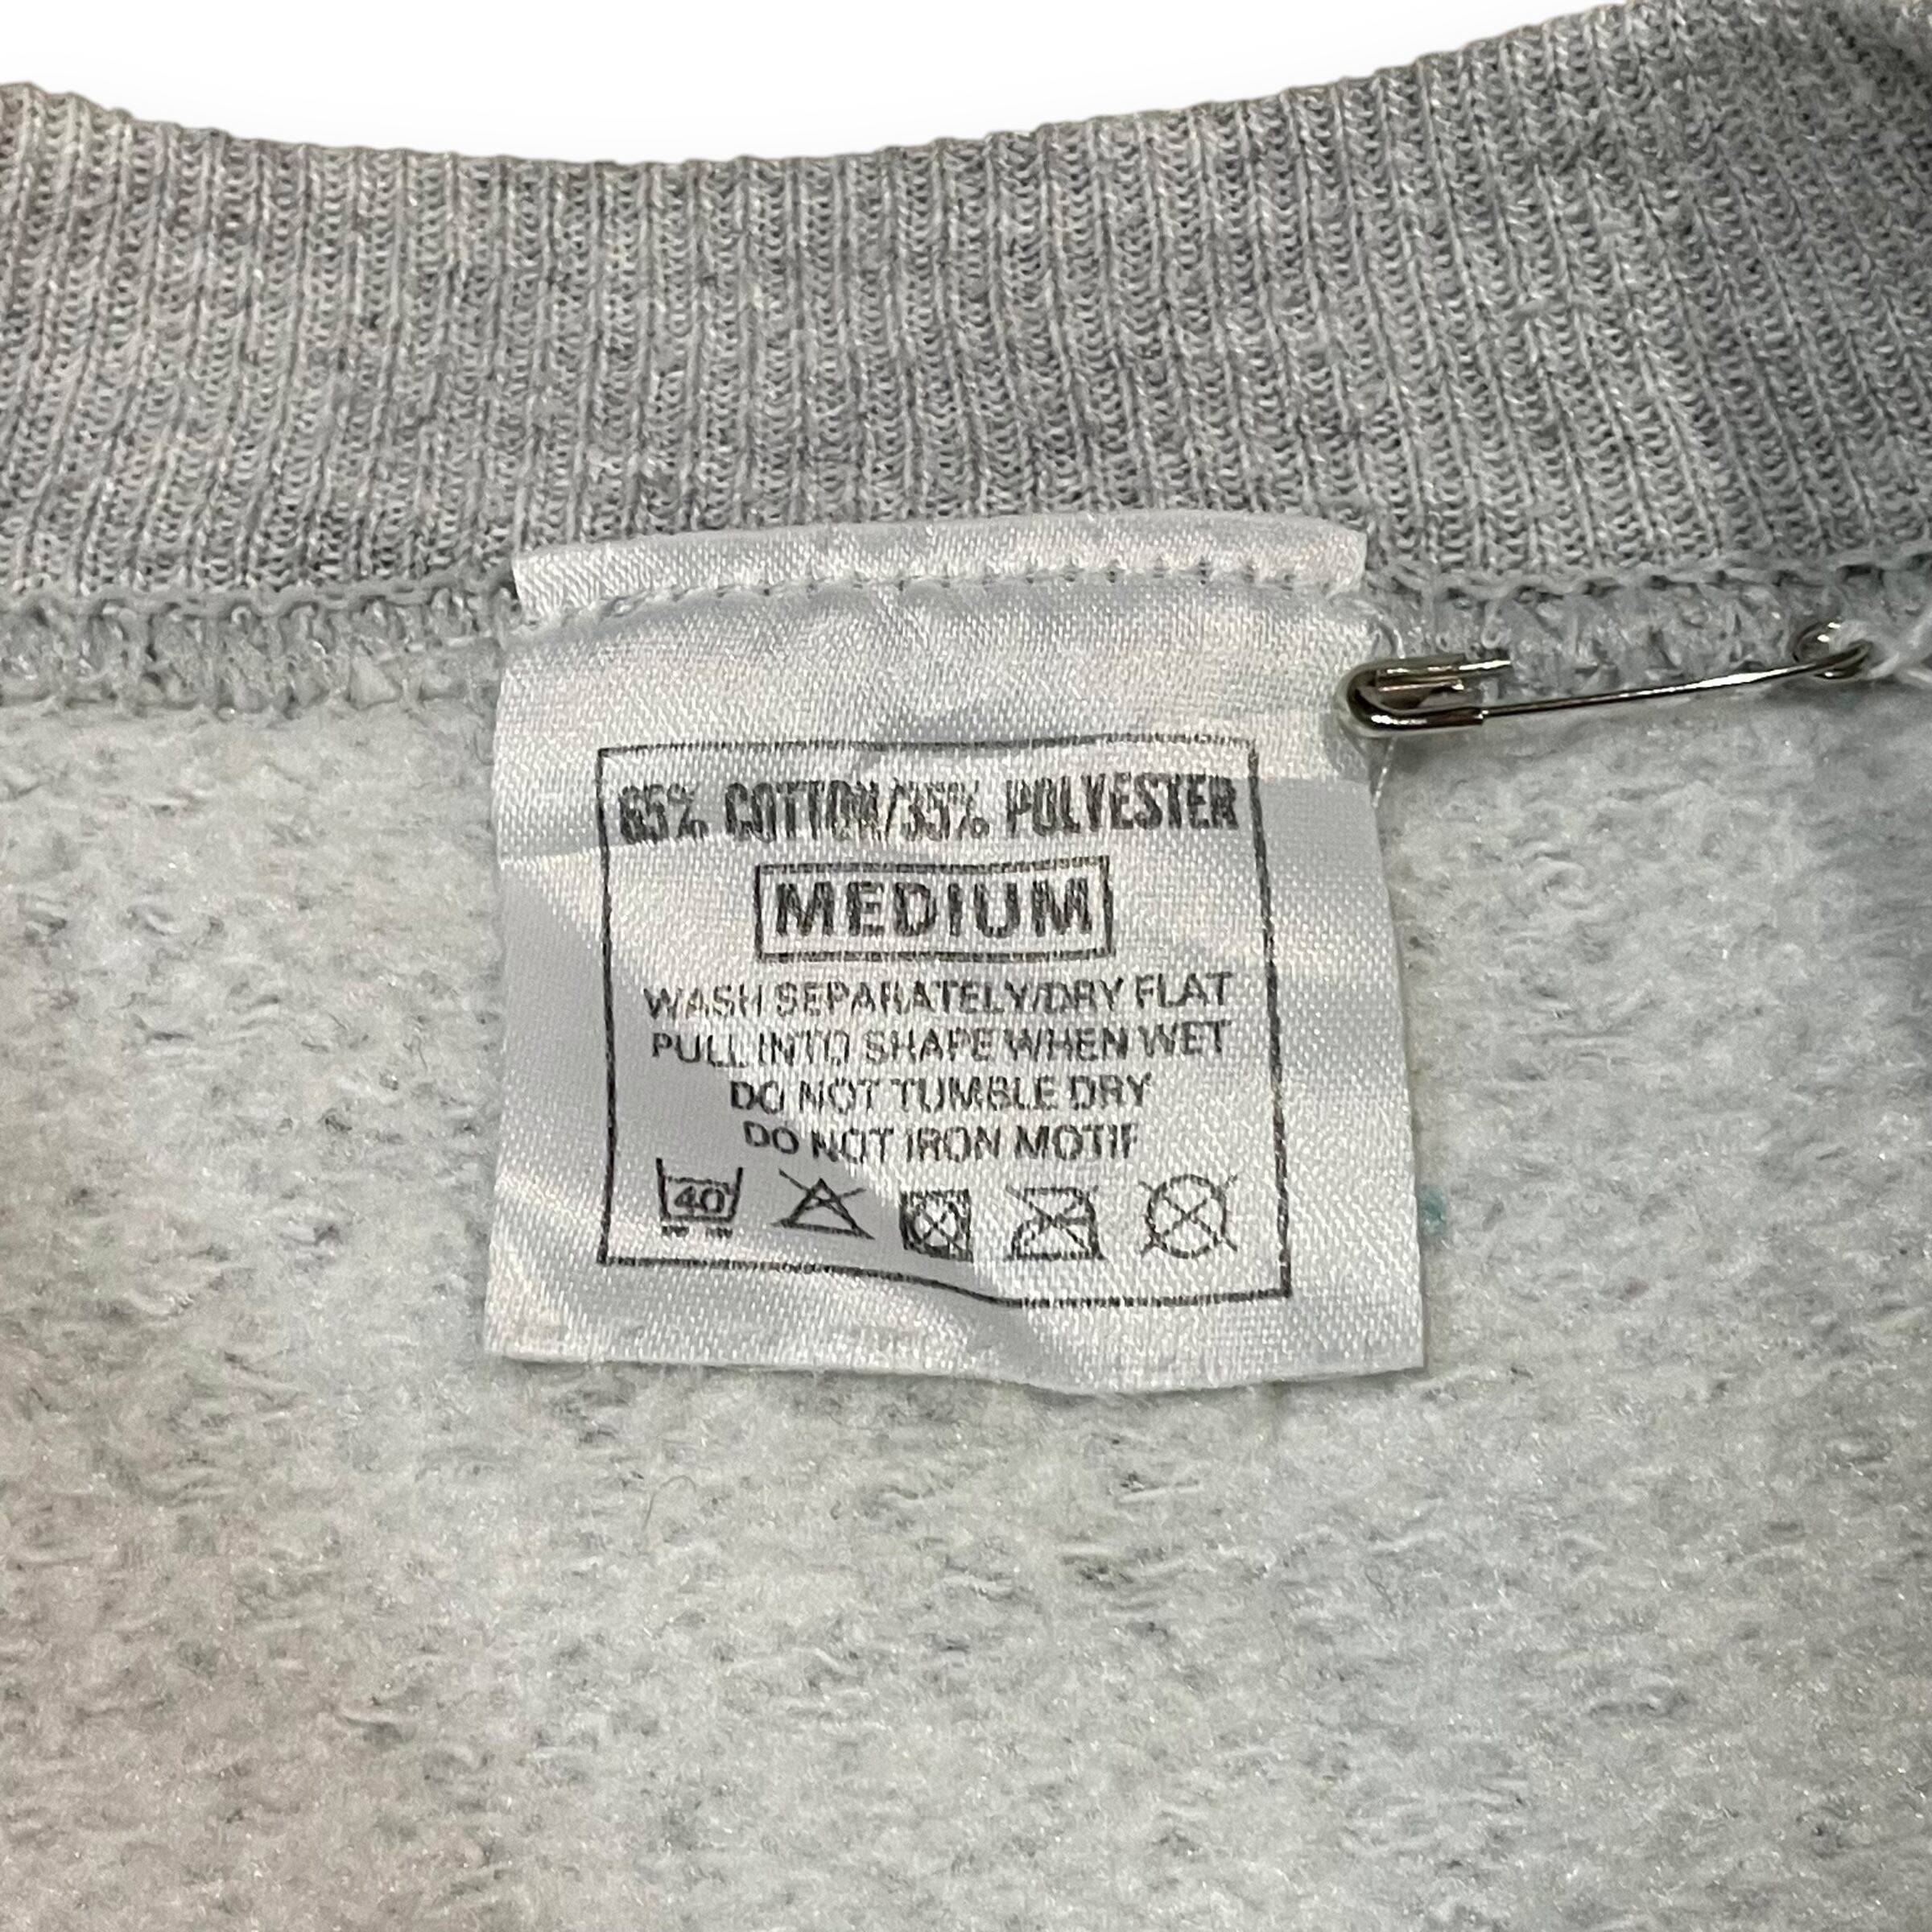 65% COTTON/35% POLYESTER
MEDIUM
WASH SEPARATELY/DRY FLAT
PULL INTO SHAPE WHEN WET
DO NOT TUMBLE DRY
DO NOT IRON MOTIF
40